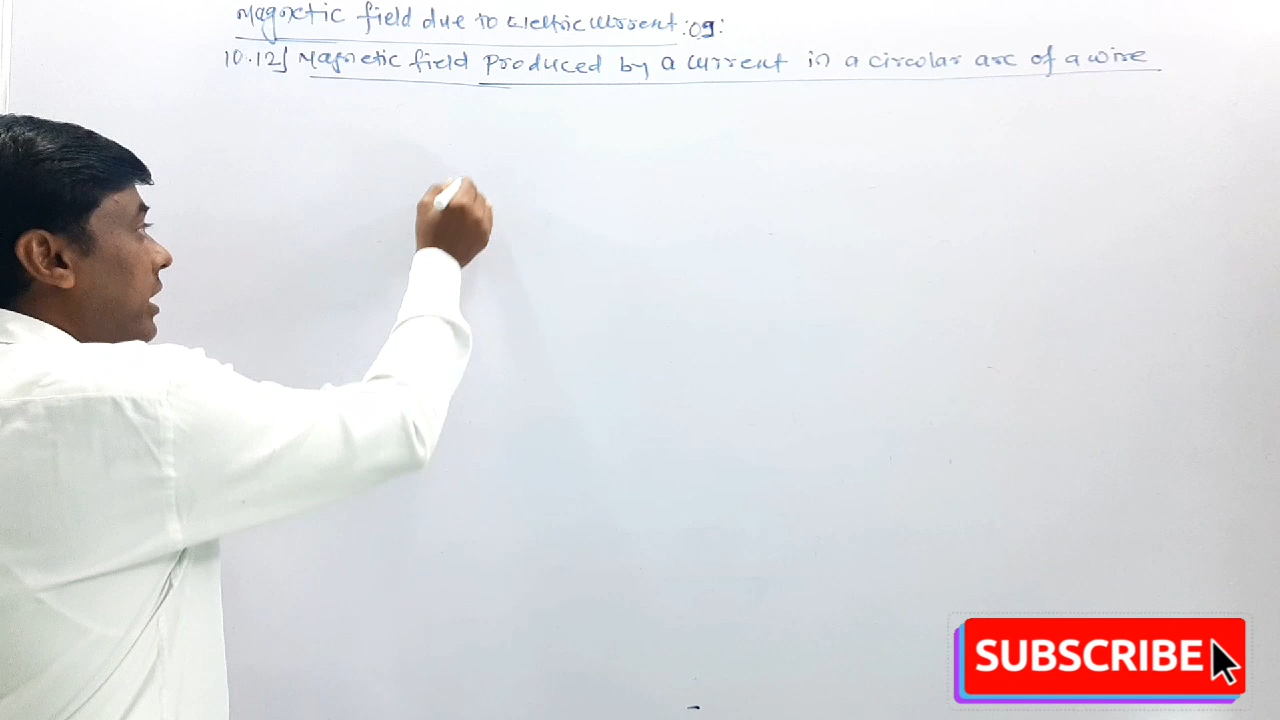 Magnetic field due to Electric current :09:
10.12] Magnetic field produced by a current in a circular arc of a wire
SUBSCRIBE